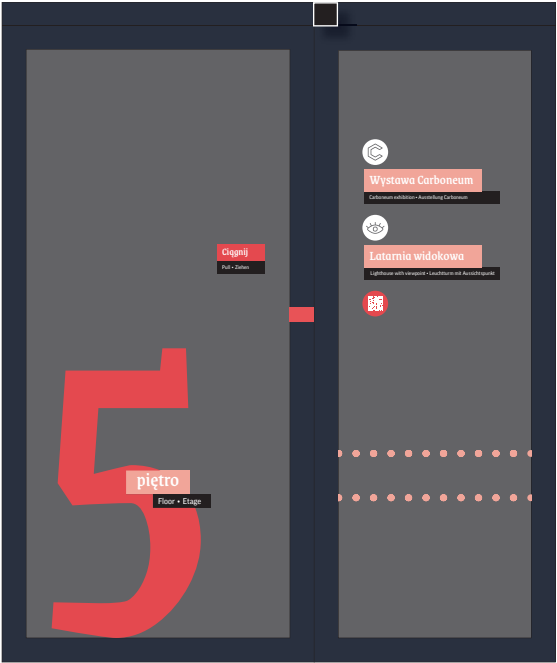 Wystawa Carboneum
Carboneum exhibition • Ausstellung Carboneum
Latarnia widokowa
Lighthouse with viewpoint • Leuchtturm mit Aussichtspunkt
Ciągnij
Pull • Ziehen
5
piętro
Floor • Etage